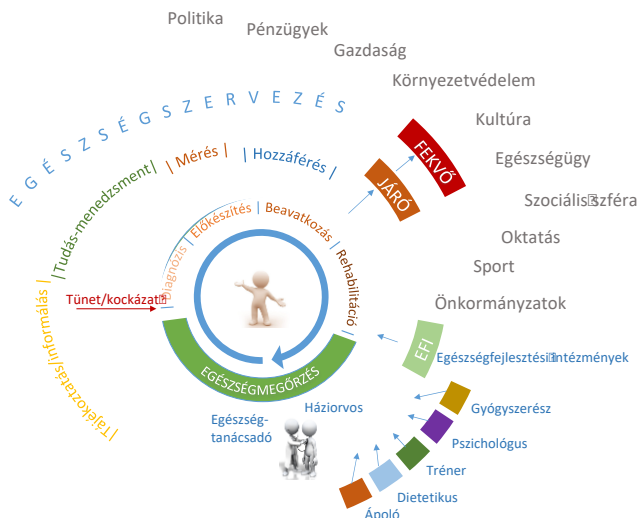 Politika
Pénzügyek
Gazdaság
Környezetvédelem
Kultúra
Egészségügy
Szociális szféra
Oktatás
Sport
Önkormányzatok
EGÉSZSÉGSZERVEZÉS
|Tájékoztatás/informálás|
|Tudás-menedzsment|
Mérés |
|Hozzáférés|
FEKVŐ
JÁRÓ
Tünet/kockázat
|Diagnózis
|Előkészítés
| Beavatkozás
| Rehabilitáció |
EGÉSZSÉGMEGŐRZÉS
EFI
Egészségfejlesztési intézmények
Egészség-
tanácsadó
Háziorvos
Gyógyszerész
Pszichológus
Tréner
Dietetikus
Ápoló